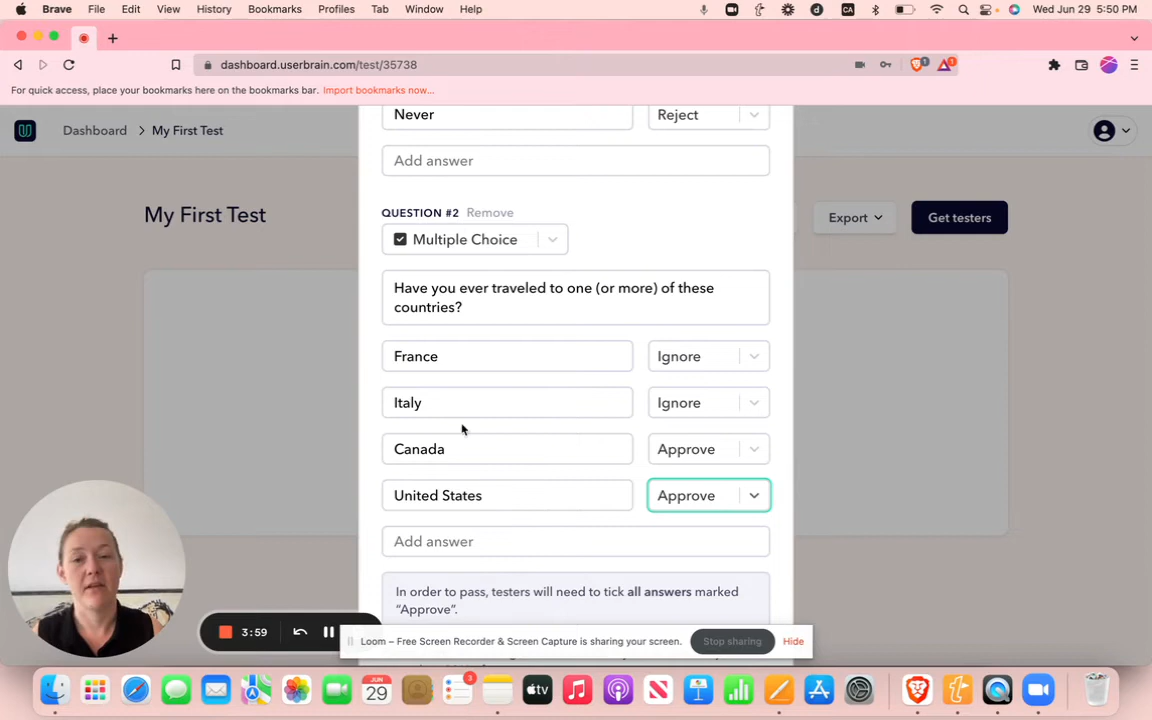 Brave File Edit View History Bookmarks Profiles Tab Window Help CA Wed Jun 29 5:50 PM
dashboard.userbrain.com/test/35738
For quick access, place your bookmarks here on the bookmarks bar. Import bookmarks now...
Dashboard My First Test
Never Reject
Add answer
My First Test
Export
Get testers
QUESTION #2 Remove
Multiple Choice
Have you ever traveled to one (or more) of these
countries?
France Ignore
Italy Ignore
Canada Approve
United States Approve
Add answer
In order to pass, testers will need to tick all answers marked
“Approve”.
3:59
Loom – Free Screen Recorder & Screen Capture is sharing your screen. Stop sharing Hide
JUN
29
3
tv